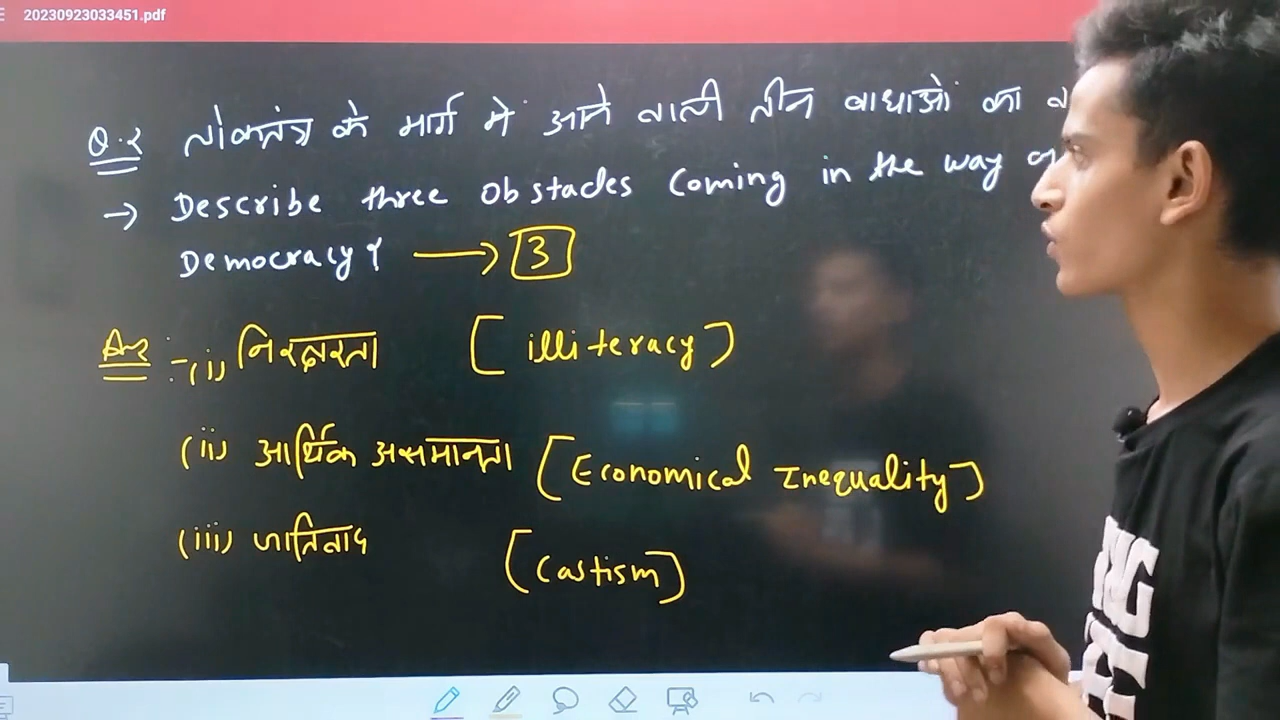 20230923033451.pdf
Q.2 लोकतंत्र के मार्ग में आने वाली तीन बाधाओं का
→ Describe three Obstacles Coming in the way
Democracy? → 3
Ans :-(i) निरक्षरता [illiteracy]
(ii) आर्थिक असमानता [Economical Inequality]
(iii) जातिवाद [Castism]